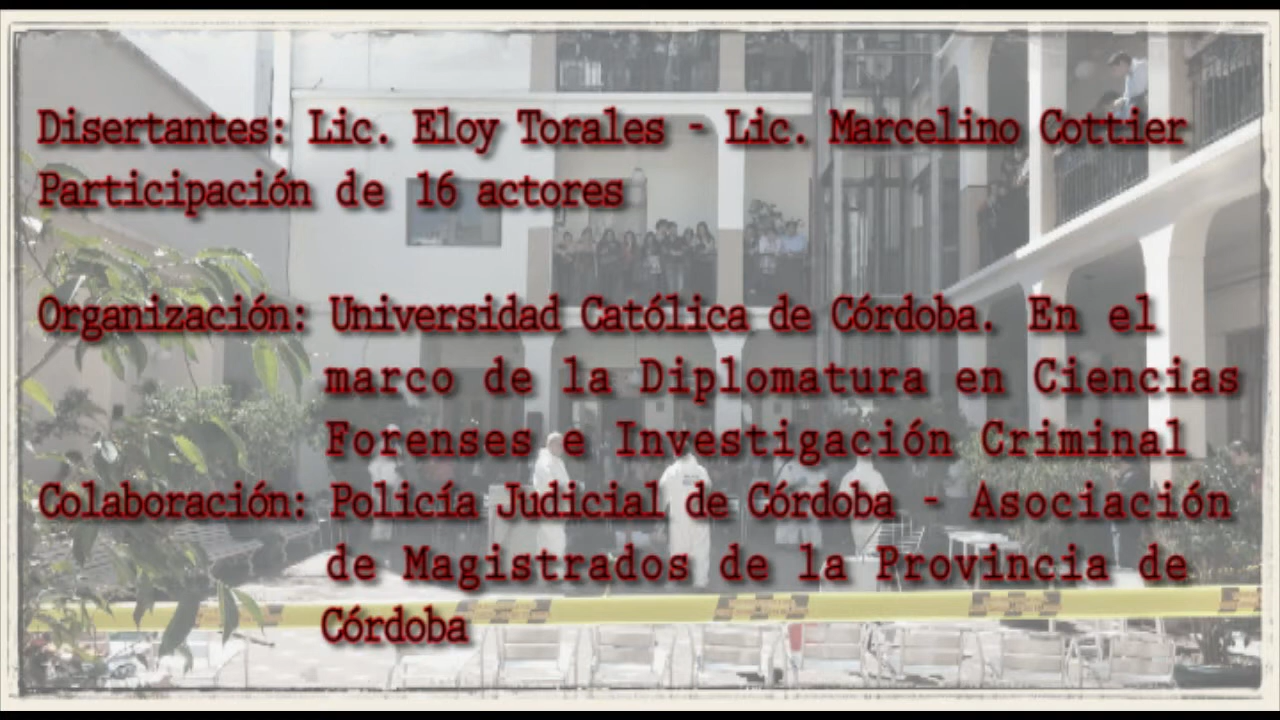 Disertantes: Lic. Eloy Torales - Lic. Marcelino Cottier
Participación de 16 actores
Organización: Universidad Católica de Córdoba. En el
marco de la Diplomatura en Ciencias
Forenses e Investigación Criminal
Colaboración: Policía Judicial de Córdoba - Asociación
de Magistrados de la Provincia de
Córdoba